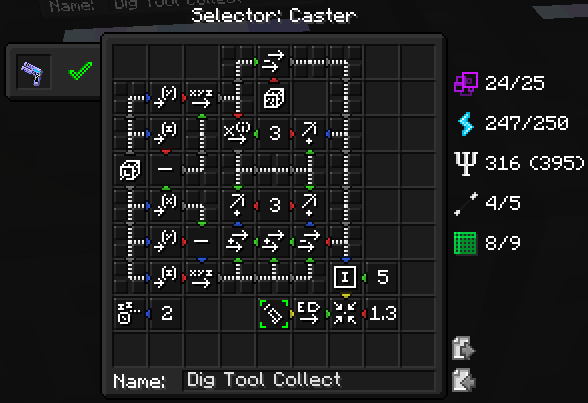 Name: Dig Tool Collect
Selector: Caster
24/25
247/250
316 (395)
3
4/5
3
8/9
I 5
2
1.3
Name: Dig Tool Collect